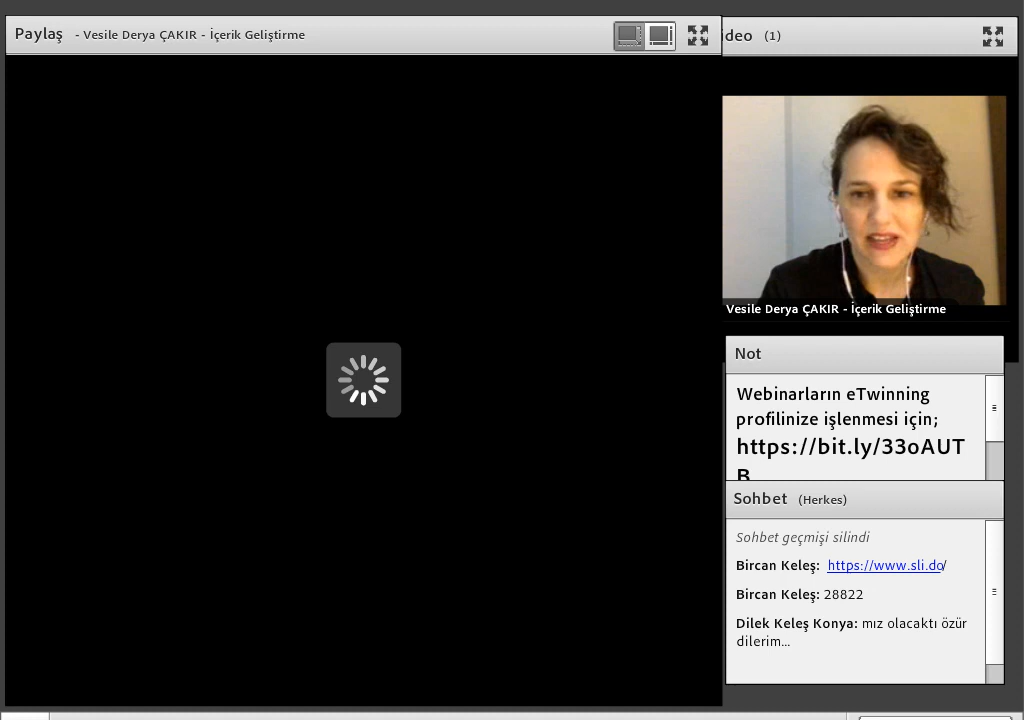 Paylaş - Vesile Derya ÇAKIR - İçerik Geliştirme
ideo (1)
Vesile Derya ÇAKIR - İçerik Geliştirme
Not
Webinarların eTwinning
profilinize işlenmesi için;
https://bit.ly/33oAUT
B
Sohbet (Herkes)
Sohbet geçmişi silindi
Bircan Keleş: https://www.sli.do/
Bircan Keleş: 28822
Dilek Keleş Konya: mız olacaktı özür
dilerim...